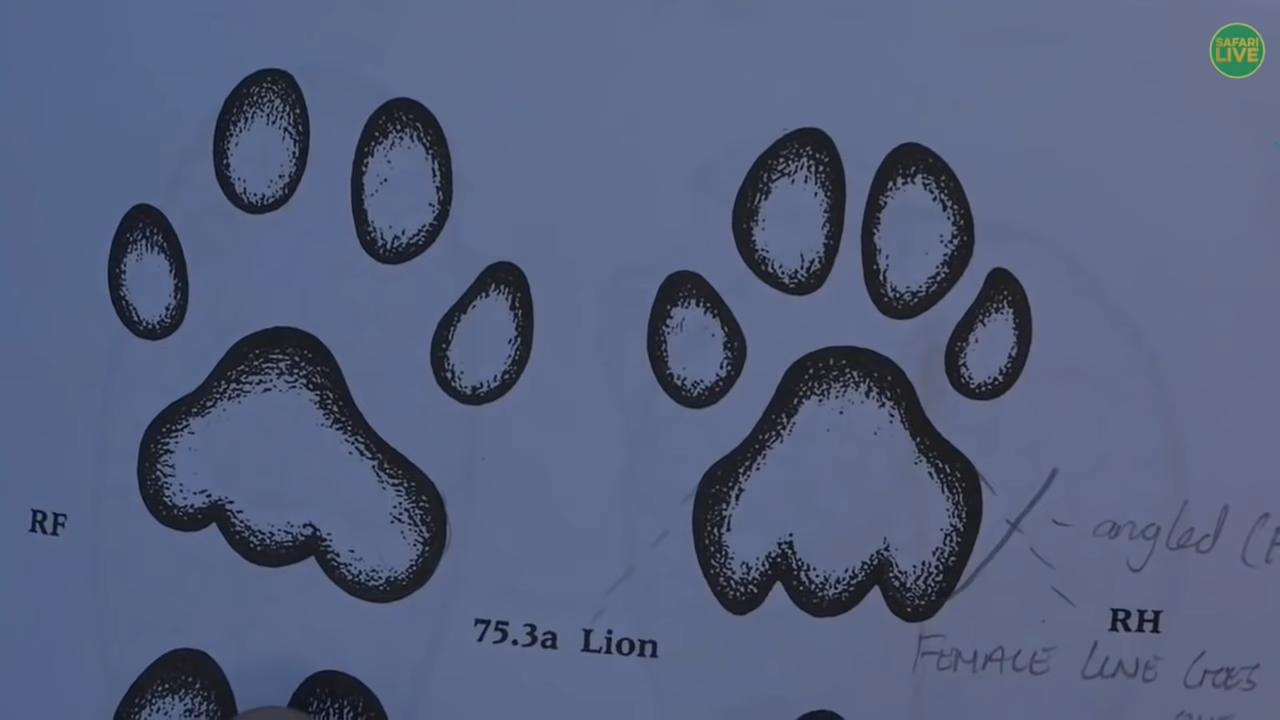 SAFARI
LIVE
RF
75.3a Lion
angled
RH
FEMALE LINE GOES